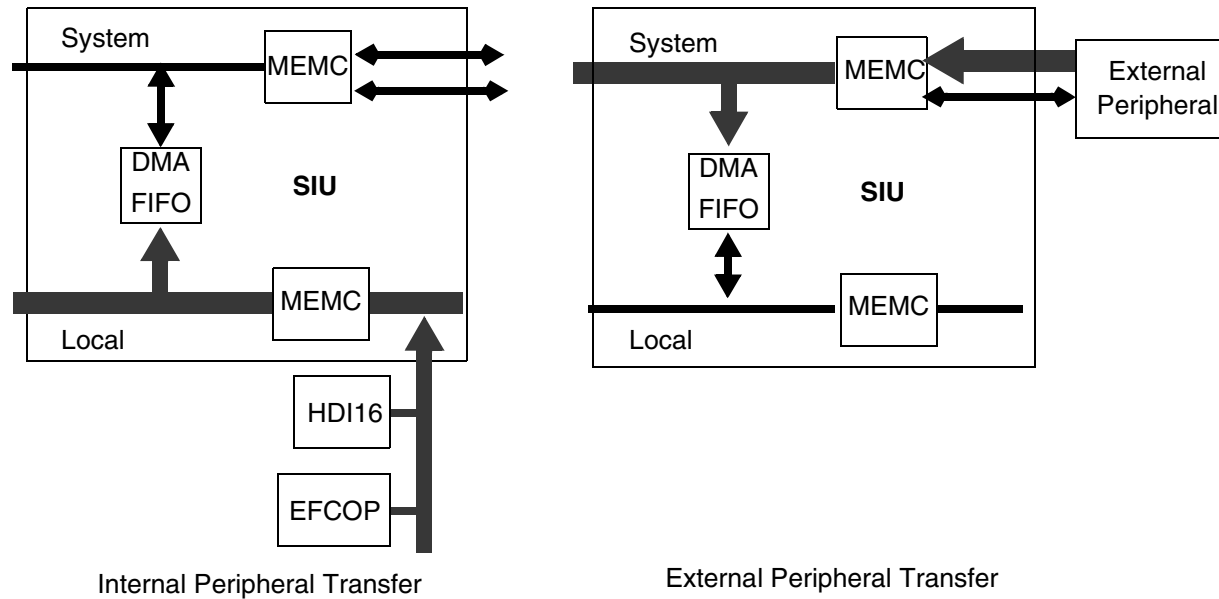 System
MEMC
DMA
FIFO
SIU
MEMC
Local
HDI16
EFCOP
Internal Peripheral Transfer
System
MEMC
External
Peripheral
DMA
FIFO
SIU
MEMC
Local
External Peripheral Transfer